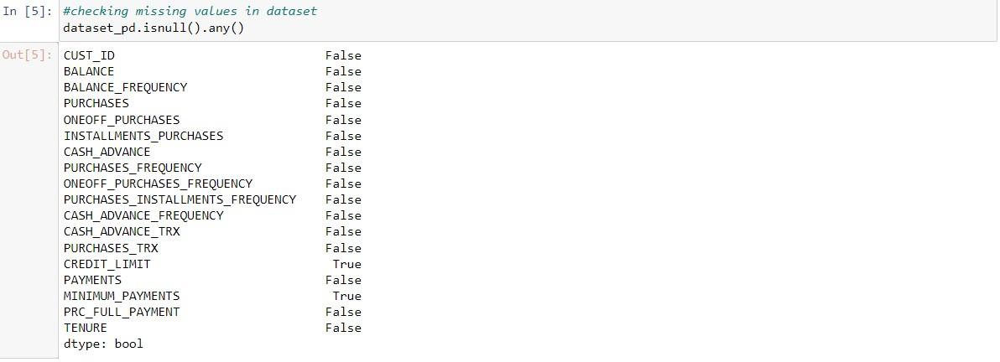 In [5]: #checking missing values in dataset
dataset_pd.isnull().any()
Out[5]: CUST_ID False
BALANCE False
BALANCE_FREQUENCY False
PURCHASES False
ONEOFF_PURCHASES False
INSTALLMENTS_PURCHASES False
CASH_ADVANCE False
PURCHASES_FREQUENCY False
ONEOFF_PURCHASES_FREQUENCY False
PURCHASES_INSTALLMENTS_FREQUENCY False
CASH_ADVANCE_FREQUENCY False
CASH_ADVANCE_TRX False
PURCHASES_TRX False
CREDIT_LIMIT True
PAYMENTS False
MINIMUM_PAYMENTS True
PRC_FULL_PAYMENT False
TENURE False
dtype: bool